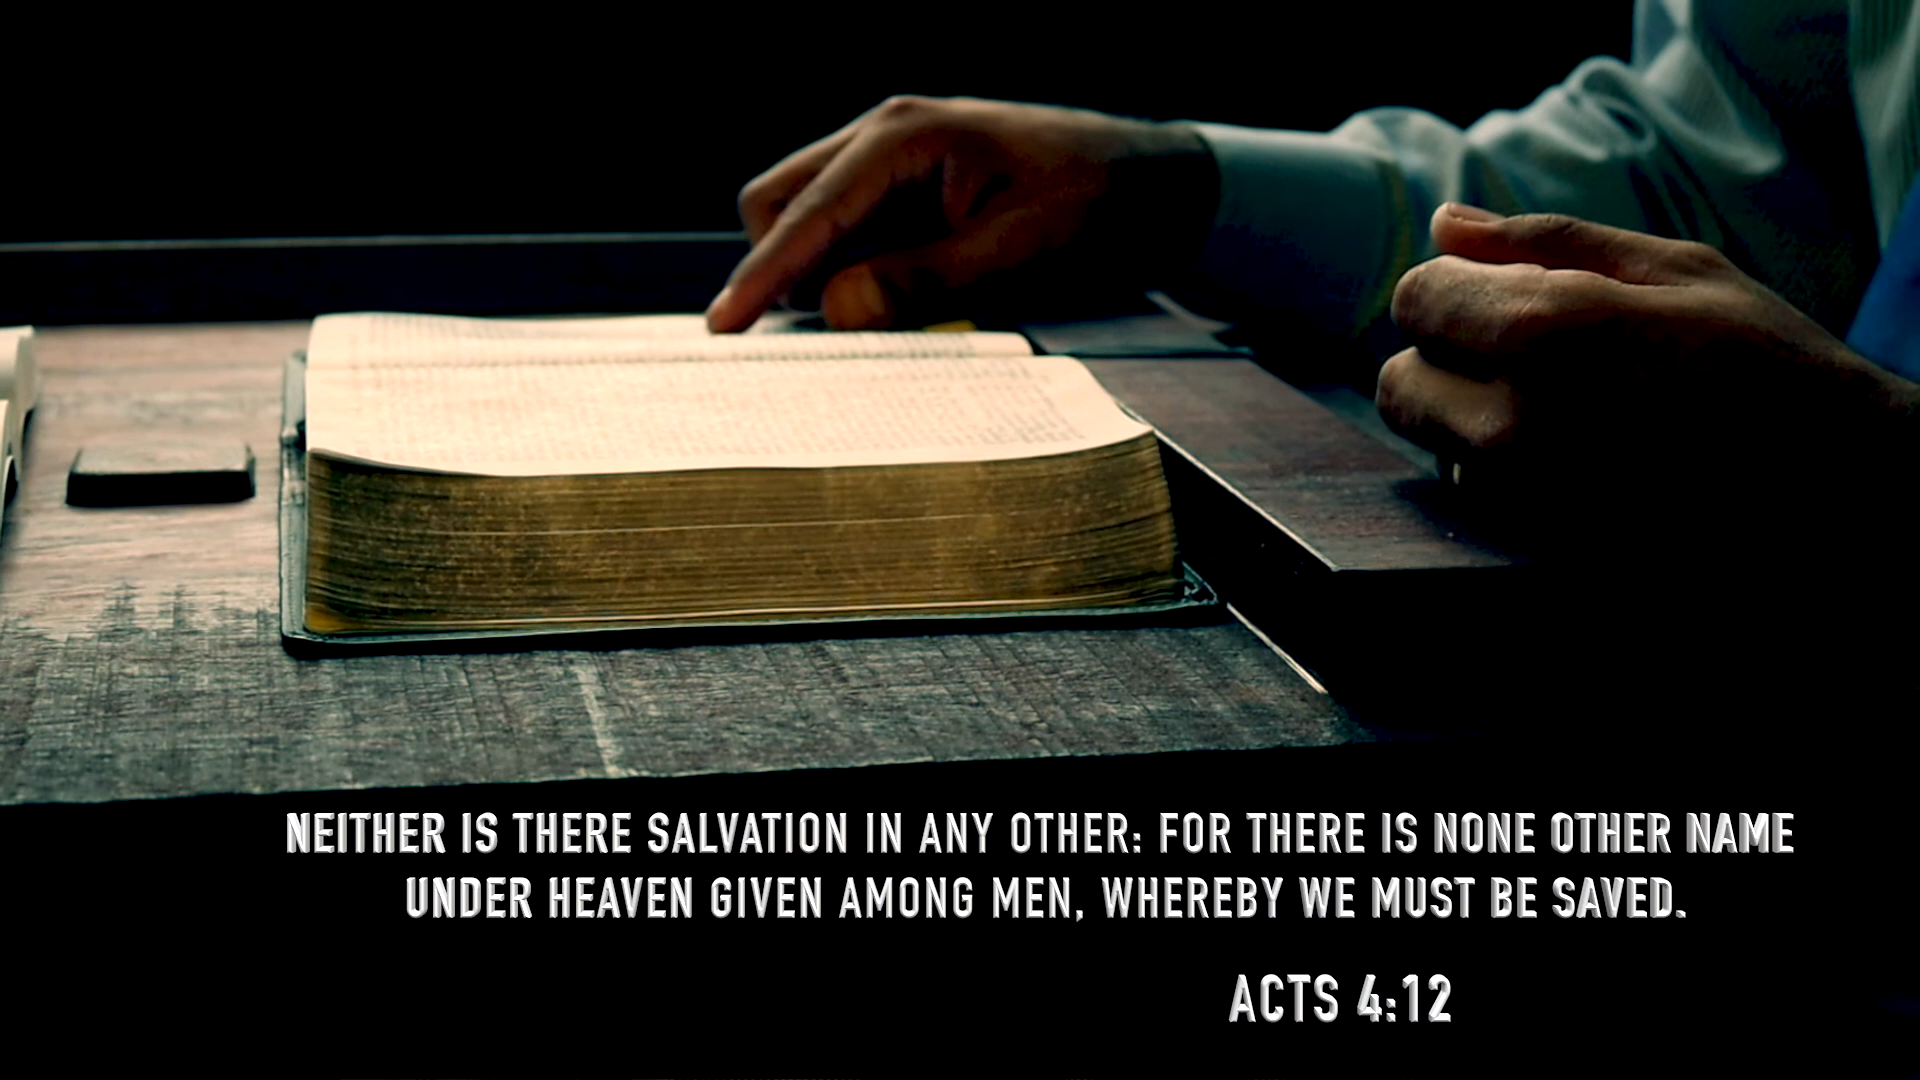 NEITHER IS THERE SALVATION IN ANY OTHER: FOR THERE IS NONE OTHER NAME
UNDER HEAVEN GIVEN AMONG MEN, WHEREBY WE MUST BE SAVED.
ACTS 4:12